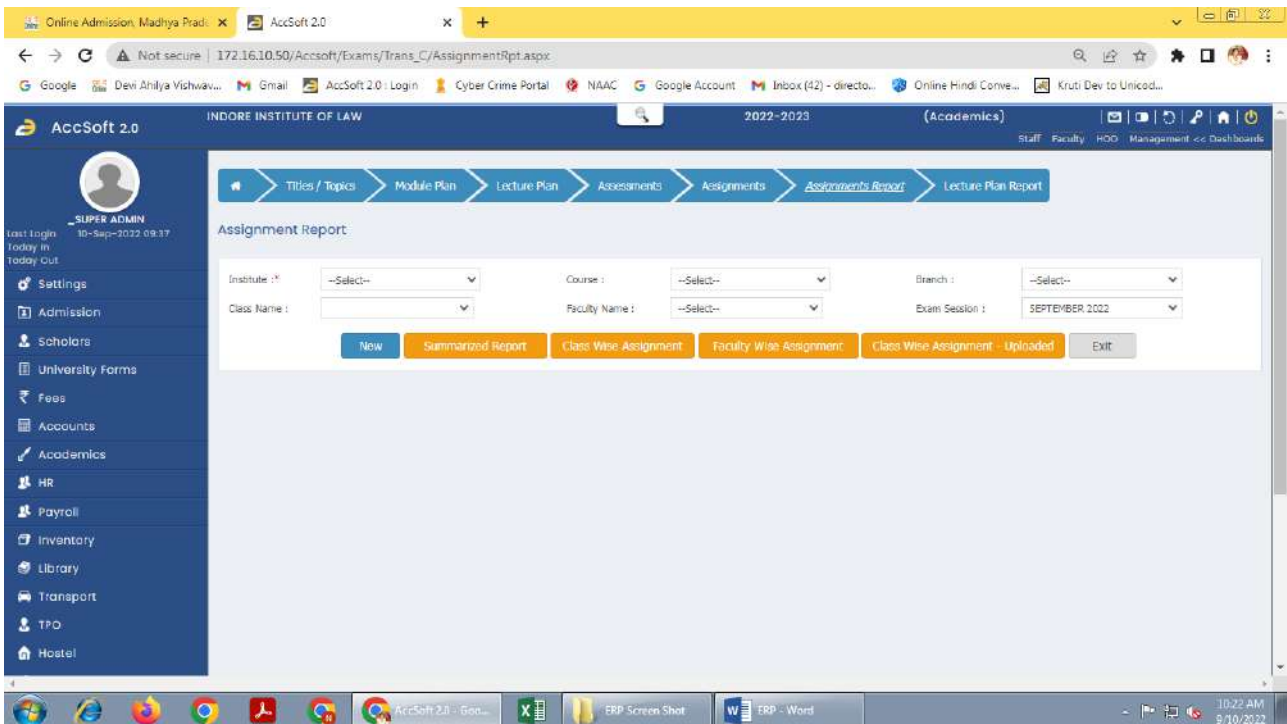 Online Admission, Madhya Prade
AccSoft 2.0
Not secure | 172.16.10.50/Accsoft/Exams/Trans_C/AssignmentRpt.aspx
Google
Devi Ahilya Vishwav...
Gmail
AccSoft 2.0 : Login
Cyber Crime Portal
NAAC
Google Account
Inbox (42) - directo...
Online Hindi Conve...
Kruti Dev to Unicod...
AccSoft 2.0
INDORE INSTITUTE OF LAW
2022-2023
(Academics)
Staff Faculty HOD Management << Dashboards
_SUPER ADMIN
Last Login 10-Sep-2022 09:37
Today In
Today Out
Settings
Admission
Scholars
University Forms
Fees
Accounts
Academics
HR
Payroll
Inventory
Library
Transport
TPO
Hostel
Titles / Topics
Module Plan
Lecture Plan
Assessments
Assignments
Assignments Report
Lecture Plan Report
Assignment Report
Institute :* --Select--
Course : --Select--
Branch : --Select--
Class Name :
Faculty Name : --Select--
Exam Session : SEPTEMBER 2022
New
Summarized Report
Class Wise Assignment
Faculty Wise Assignment
Class Wise Assignment - Uploaded
Exit
AccSoft 2.0 - Goo...
ERP Screen Shot
ERP - Word
10:22 AM
9/10/2022